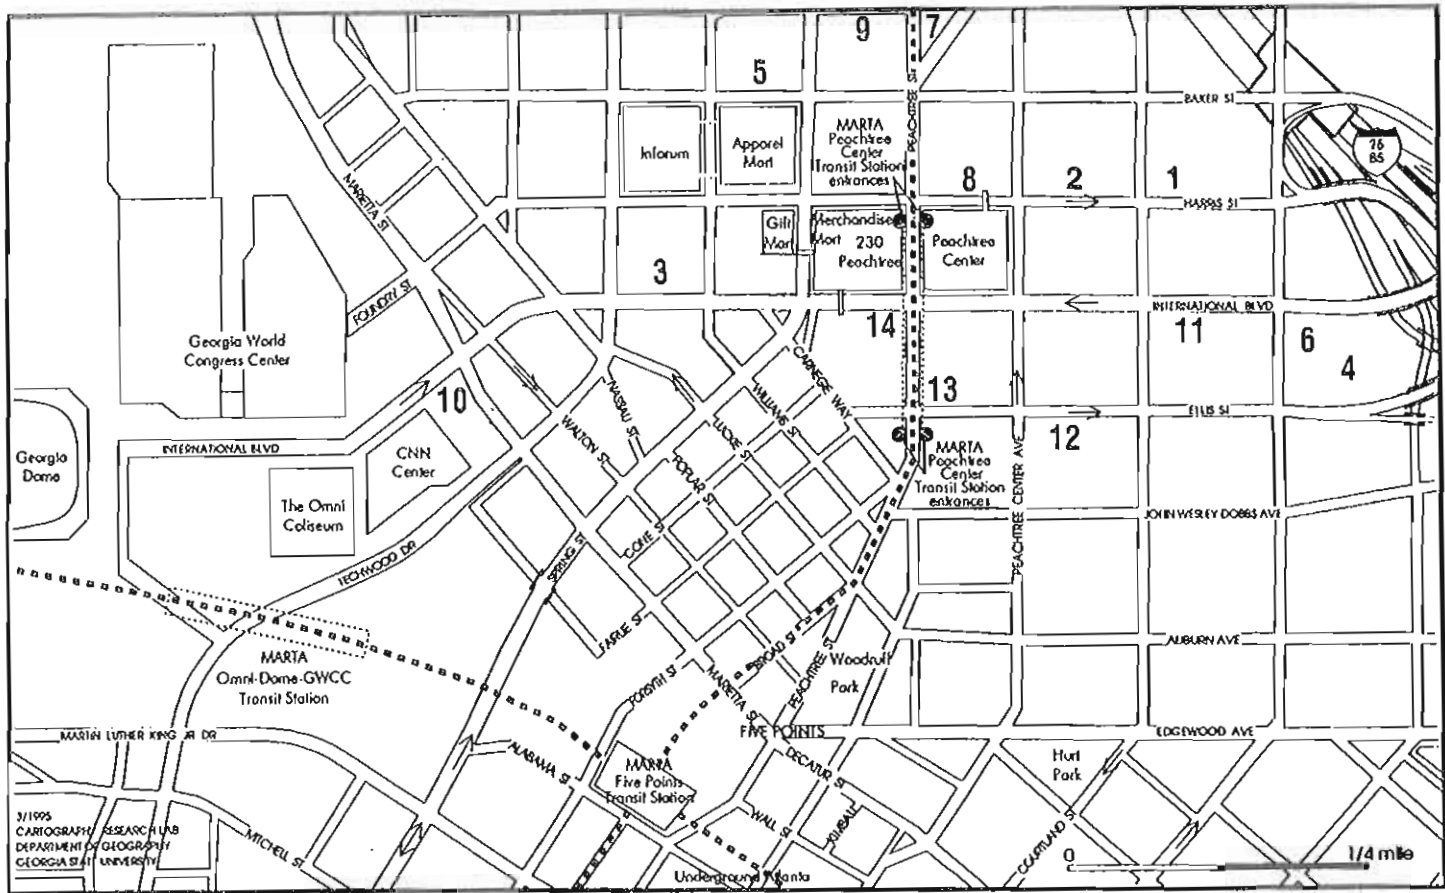 9
7
5
PEACHTREE ST
BAKER ST
76
85
Inforum
Apparel
Mart
MARTA
Peachtree
Center
Transit Station
entrances
8
2
1
HARRIS ST
MARIETTA ST
Gift
Mart
Merchandise
Mart
230
Peachtree
Peachtree
Center
3
FOUNDRY ST
INTERNATIONAL BLVD
Georgia World
Congress Center
14
11
6
4
10
13
CARNEGIE WAY
NASSAU ST
WILLIAMS ST
ELLIS ST
WALTON ST
LUCKIE ST
12
INTERNATIONAL BLVD
CNN
Center
Georgia
Dome
POPLAR ST
MARTA
Peachtree
Center
Transit Station
entrances
PEACHTREE CENTER AVE
The Omni
Coliseum
JOHN WESLEY DOBBS AVE
CONE ST
TECHWOOD DR
SPRING ST
FAIRLIE ST
BROAD ST
AUBURN AVE
MARTA
Omni-Dome-GWCC
Transit Station
FORSYTH ST
MARIETTA ST
PEACHTREE ST
Woodruff
Park
MARTIN LUTHER KING JR DR
FIVE POINTS
EDGEWOOD AVE
ALABAMA ST
DECATUR ST
Hurt
Park
MARTA
Five Points
Transit Station
WALL ST
KIMBALL
COURTLAND ST
MITCHELL ST
3/1995
CARTOGRAPHY RESEARCH LAB
DEPARTMENT OF GEOGRAPHY
GEORGIA STATE UNIVERSITY
0
1/4 mile
Underground Atlanta